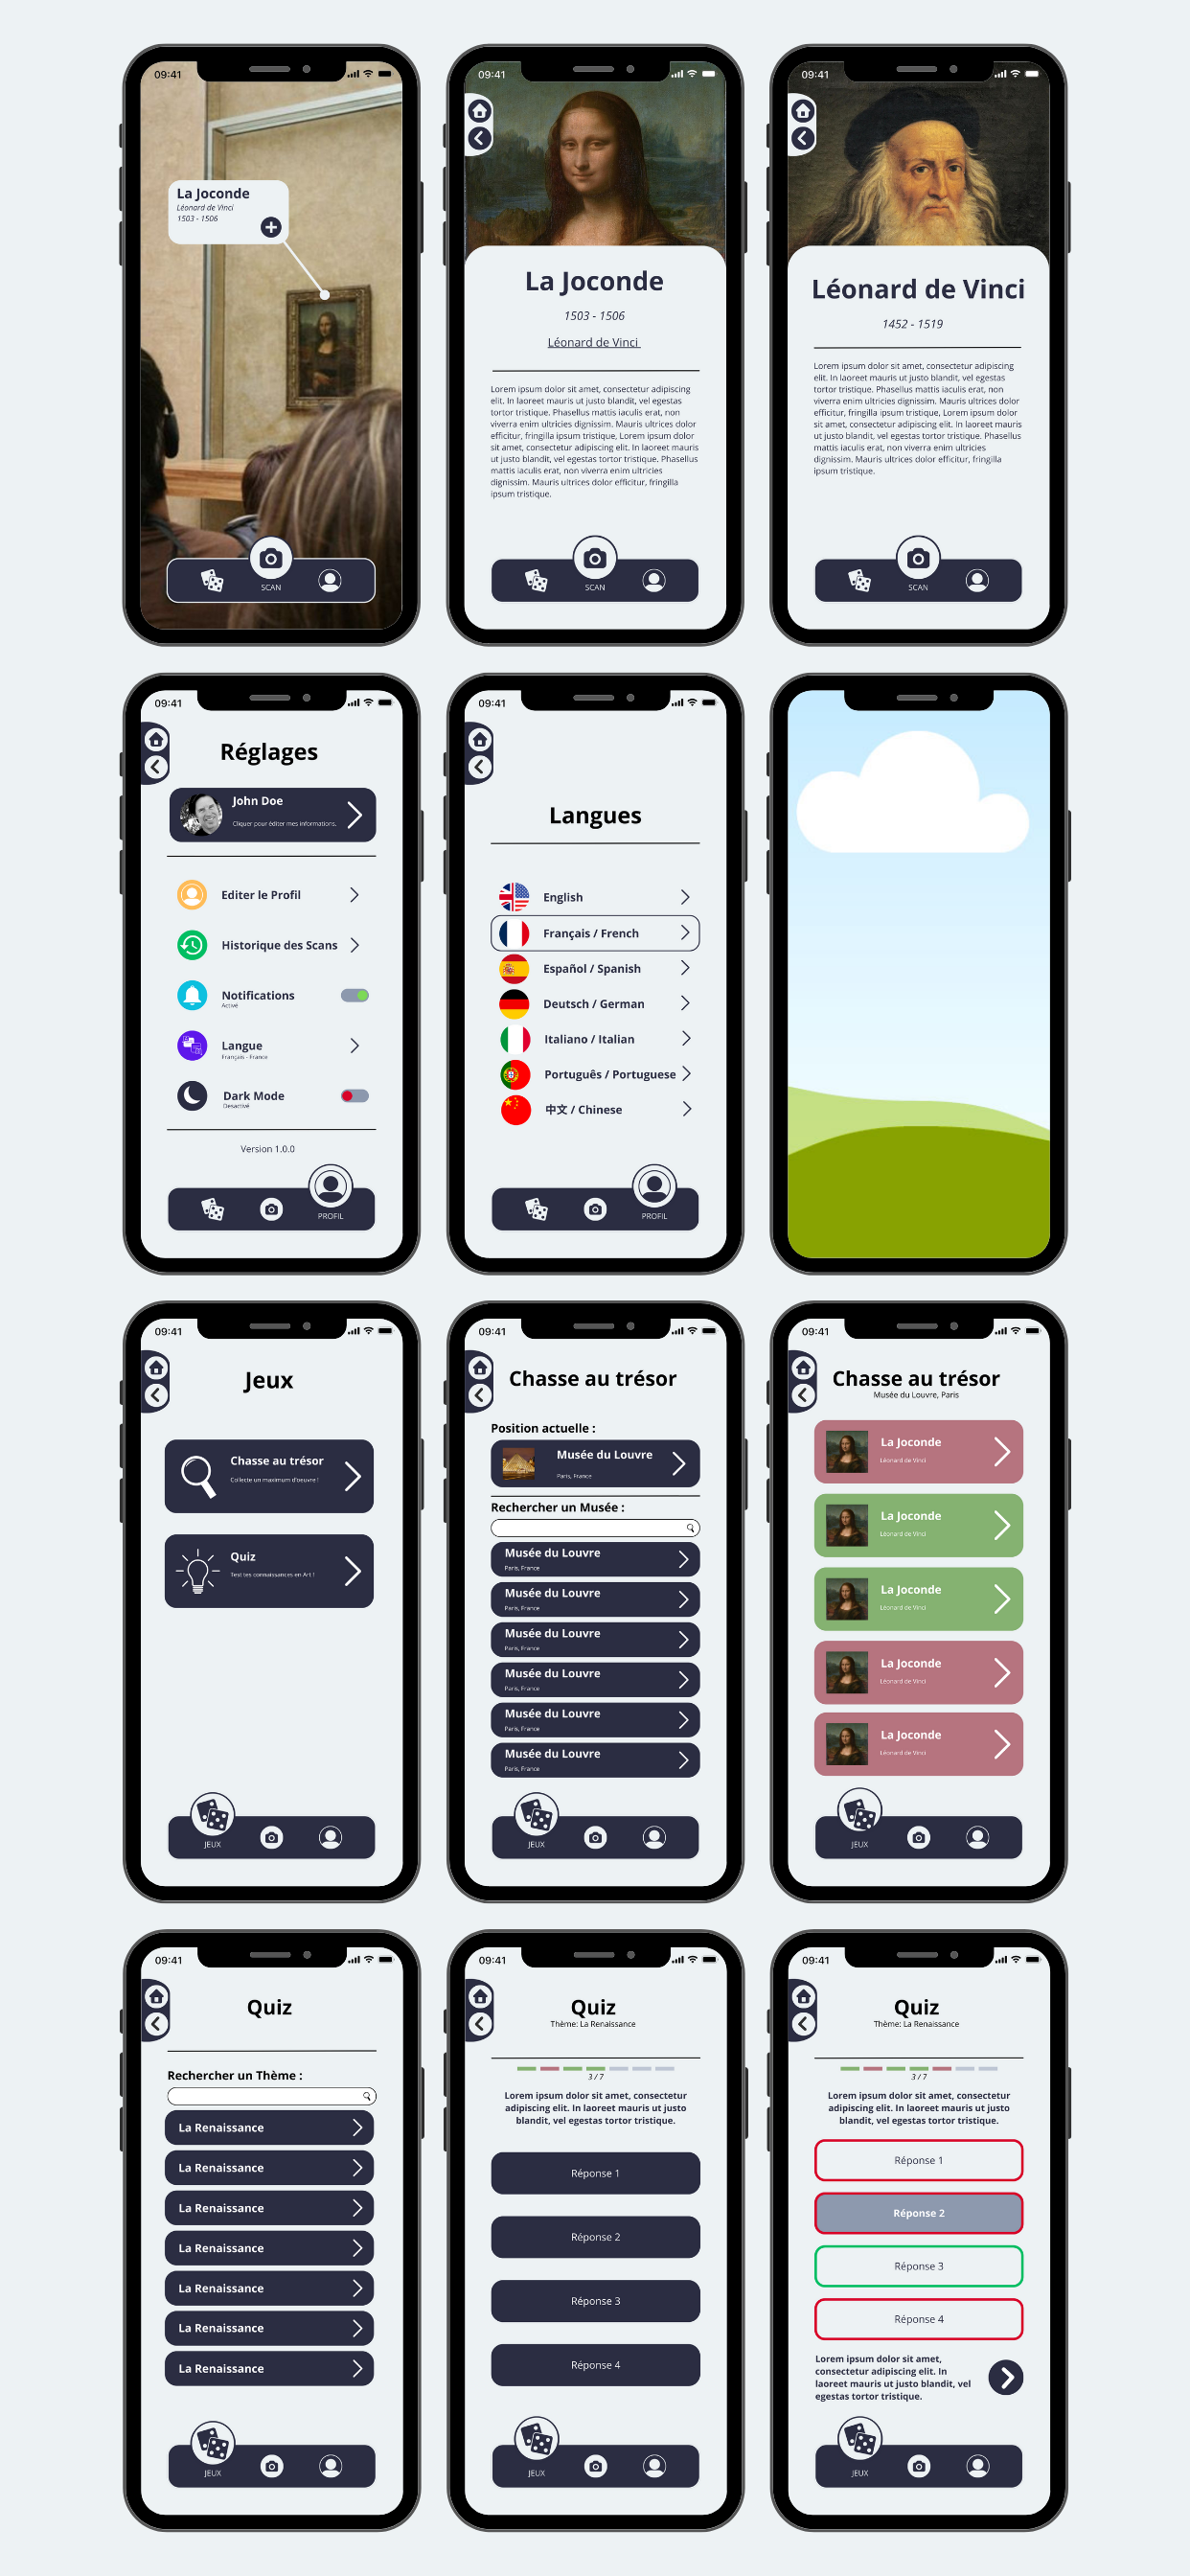 09:41
La Joconde
Léonard de Vinci
1503 - 1506
SCAN
09:41
La Joconde
1503 - 1506
Léonard de Vinci
Lorem ipsum dolor sit amet, consectetur adipiscing
elit. In laoreet mauris ut justo blandit, vel egestas
tortor tristique. Phasellus mattis iaculis erat, non
viverra enim ultricies dignissim. Mauris ultrices dolor
efficitur, fringilla ipsum tristique, Lorem ipsum dolor
sit amet, consectetur adipiscing elit. In laoreet mauris
ut justo blandit, vel egestas tortor tristique. Phasellus
mattis iaculis erat, non viverra enim ultricies
dignissim. Mauris ultrices dolor efficitur, fringilla
ipsum tristique.
SCAN
09:41
Léonard de Vinci
1452 - 1519
Lorem ipsum dolor sit amet, consectetur adipiscing
elit. In laoreet mauris ut justo blandit, vel egestas
tortor tristique. Phasellus mattis iaculis erat, non
viverra enim ultricies dignissim. Mauris ultrices dolor
efficitur, fringilla ipsum tristique, Lorem ipsum dolor
sit amet, consectetur adipiscing elit. In laoreet mauris
ut justo blandit, vel egestas tortor tristique. Phasellus
mattis iaculis erat, non viverra enim ultricies
dignissim. Mauris ultrices dolor efficitur, fringilla
ipsum tristique.
SCAN
09:41
Réglages
John Doe
Cliquer pour éditer mes informations.
Editer le Profil
Historique des Scans
Notifications
Activé
Langue
Français - France
Dark Mode
Desactivé
Version 1.0.0
PROFIL
09:41
Langues
English
Français / French
Español / Spanish
Deutsch / German
Italiano / Italian
Português / Portuguese
中文 / Chinese
PROFIL
09:41
Jeux
Chasse au trésor
Collecte un maximum d'oeuvre !
Quiz
Test tes connaissances en Art !
JEUX
09:41
Chasse au trésor
Position actuelle :
Musée du Louvre
Paris, France
Rechercher un Musée :
Musée du Louvre
Paris, France
Musée du Louvre
Paris, France
Musée du Louvre
Paris, France
Musée du Louvre
Paris, France
Musée du Louvre
Paris, France
Musée du Louvre
Paris, France
JEUX
09:41
Chasse au trésor
Musée du Louvre, Paris
La Joconde
Léonard de Vinci
La Joconde
Léonard de Vinci
La Joconde
Léonard de Vinci
La Joconde
Léonard de Vinci
La Joconde
Léonard de Vinci
JEUX
09:41
Quiz
Rechercher un Thème :
La Renaissance
La Renaissance
La Renaissance
La Renaissance
La Renaissance
La Renaissance
La Renaissance
JEUX
09:41
Quiz
Thème: La Renaissance
3 / 7
Lorem ipsum dolor sit amet, consectetur
adipiscing elit. In laoreet mauris ut justo
blandit, vel egestas tortor tristique.
Réponse 1
Réponse 2
Réponse 3
Réponse 4
JEUX
09:41
Quiz
Thème: La Renaissance
3 / 7
Lorem ipsum dolor sit amet, consectetur
adipiscing elit. In laoreet mauris ut justo
blandit, vel egestas tortor tristique.
Réponse 1
Réponse 2
Réponse 3
Réponse 4
Lorem ipsum dolor sit amet,
consectetur adipiscing elit. In
laoreet mauris ut justo blandit, vel
egestas tortor tristique.
JEUX